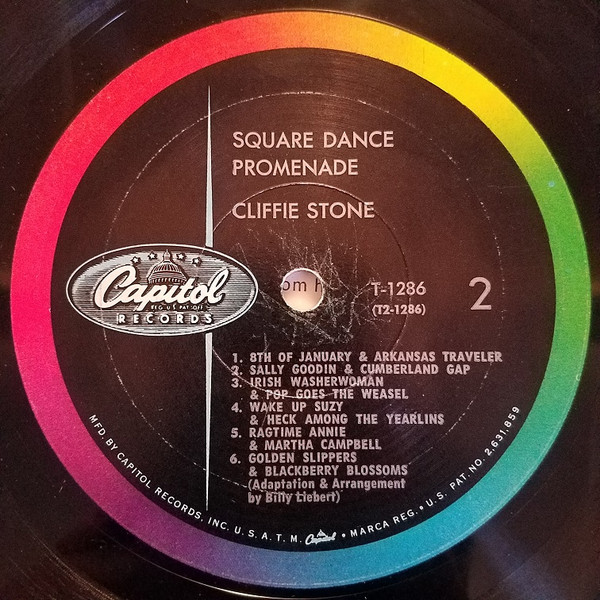 SQUARE DANCE
PROMENADE
CLIFFIE STONE
Capitol
REG. U.S. PAT. OFF.
RECORDS
om h
T-1286
(T2-1286)
2
1. 8TH OF JANUARY & ARKANSAS TRAVELER
2. SALLY GOODIN & CUMBERLAND GAP
3. IRISH WASHERWOMAN
& POP GOES THE WEASEL
4. WAKE UP SUZY
& HECK AMONG THE YEARLINS
5. RAGTIME ANNIE
& MARTHA CAMPBELL
6. GOLDEN SLIPPERS
& BLACKBERRY BLOSSOMS
(Adaptation & Arrangement
by Billy Liebert)
MFD. BY CAPITOL RECORDS, INC. U.S.A. T.M. Capitol • MARCA REG. • U.S. PAT. NO. 2,631,859